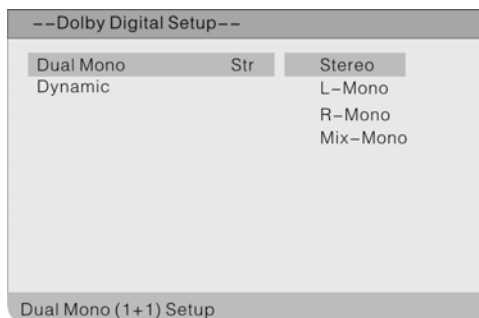 --Dolby Digital Setup--
Dual Mono Str Stereo
Dynamic L-Mono
R-Mono
Mix-Mono
Dual Mono (1+1) Setup